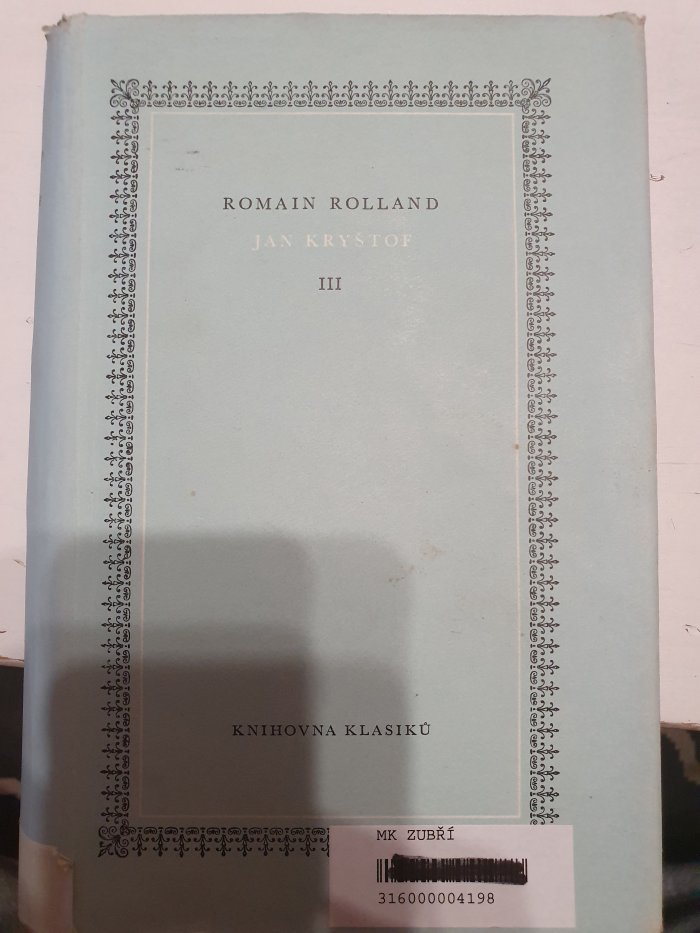 ROMAIN ROLLAND
JAN KRYŠTOF
III
KNIHOVNA KLASIKŮ
MK ZUBŘÍ
316000004198